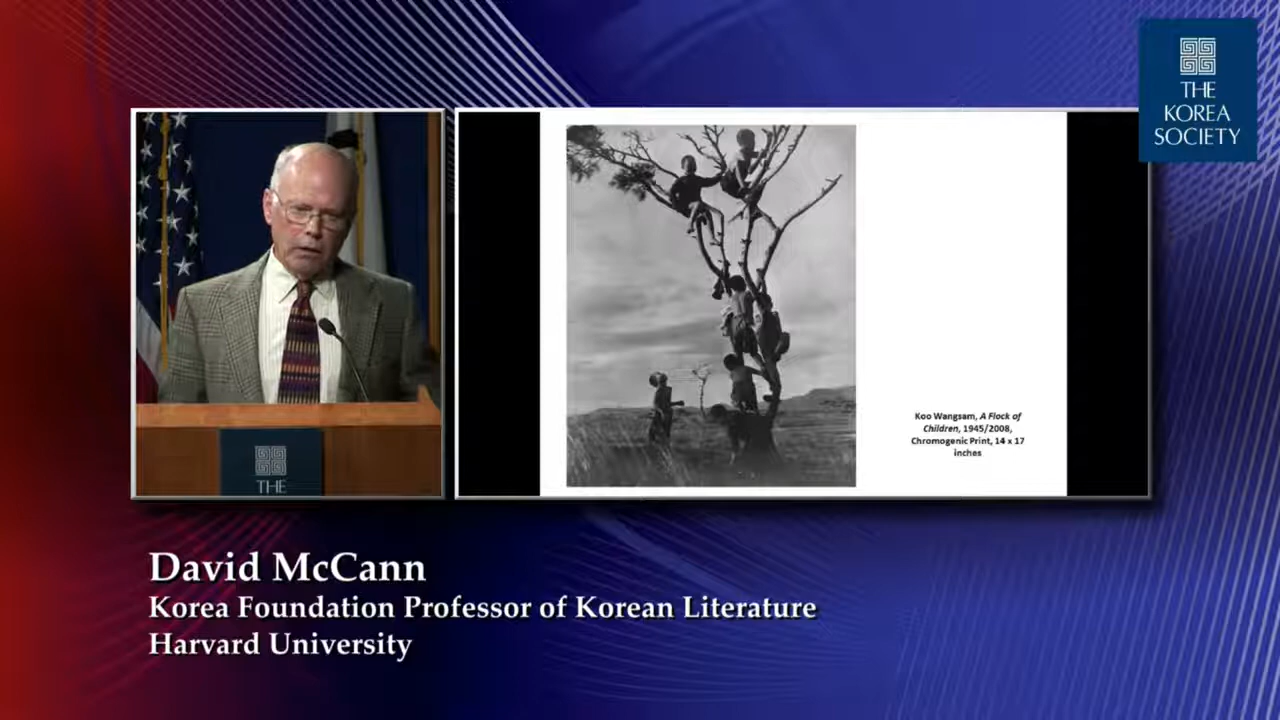 THE
KOREA
SOCIETY
Koo Wangsam, A Flock of
Children, 1945/2008,
Chromogenic Print, 14 x 17
inches
THE
David McCann
Korea Foundation Professor of Korean Literature
Harvard University